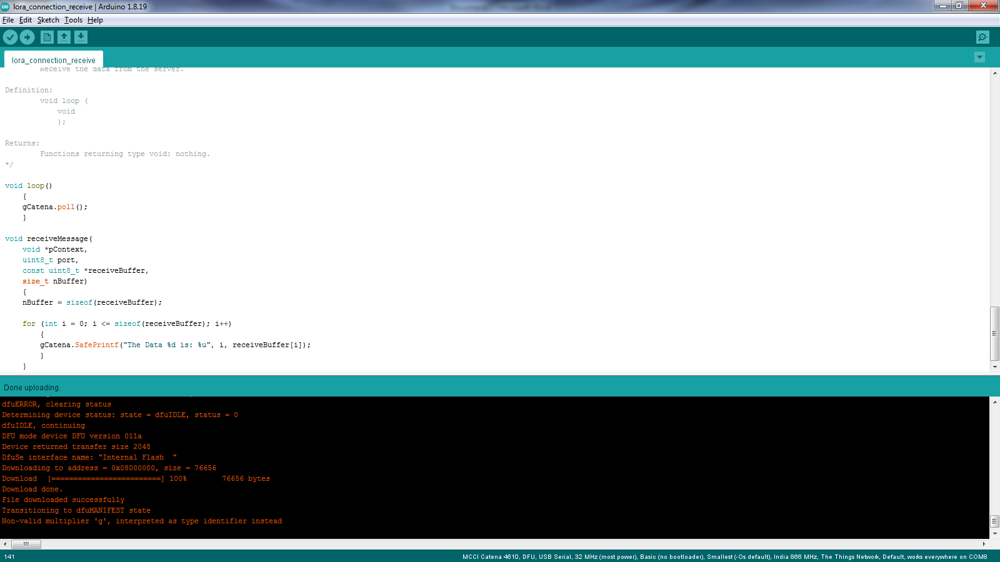 lora_connection_receive | Arduino 1.8.19
File Edit Sketch Tools Help
lora_connection_receive
Receive the data from the server.
Definition:
void loop (
void
);
Returns:
Functions returning type void: nothing.
*/
void loop()
{
gCatena.poll();
}
void receiveMessage(
void *pContext,
uint8_t port,
const uint8_t *receiveBuffer,
size_t nBuffer)
{
nBuffer = sizeof(receiveBuffer);
for (int i = 0; i <= sizeof(receiveBuffer); i++)
{
gCatena.SafePrintf("The Data %d is: %u", i, receiveBuffer[i]);
}
}
Done uploading.
dfuERROR, clearing status
Determining device status: state = dfuIDLE, status = 0
dfuIDLE, continuing
DFU mode device DFU version 011a
Device returned transfer size 2048
DfuSe interface name: "Internal Flash  "
Downloading to address = 0x08000000, size = 76656
Download [=========================] 100% 76656 bytes
Download done.
File downloaded successfully
Transitioning to dfuMANIFEST state
Non-valid multiplier 'g', interpreted as type identifier instead
141 MCCI Catena 4610, DFU, USB Serial, 32 MHz (most power), Basic (no bootloader), Smallest (-Os default), India 866 MHz, The Things Network, Default, works everywhere on COM8